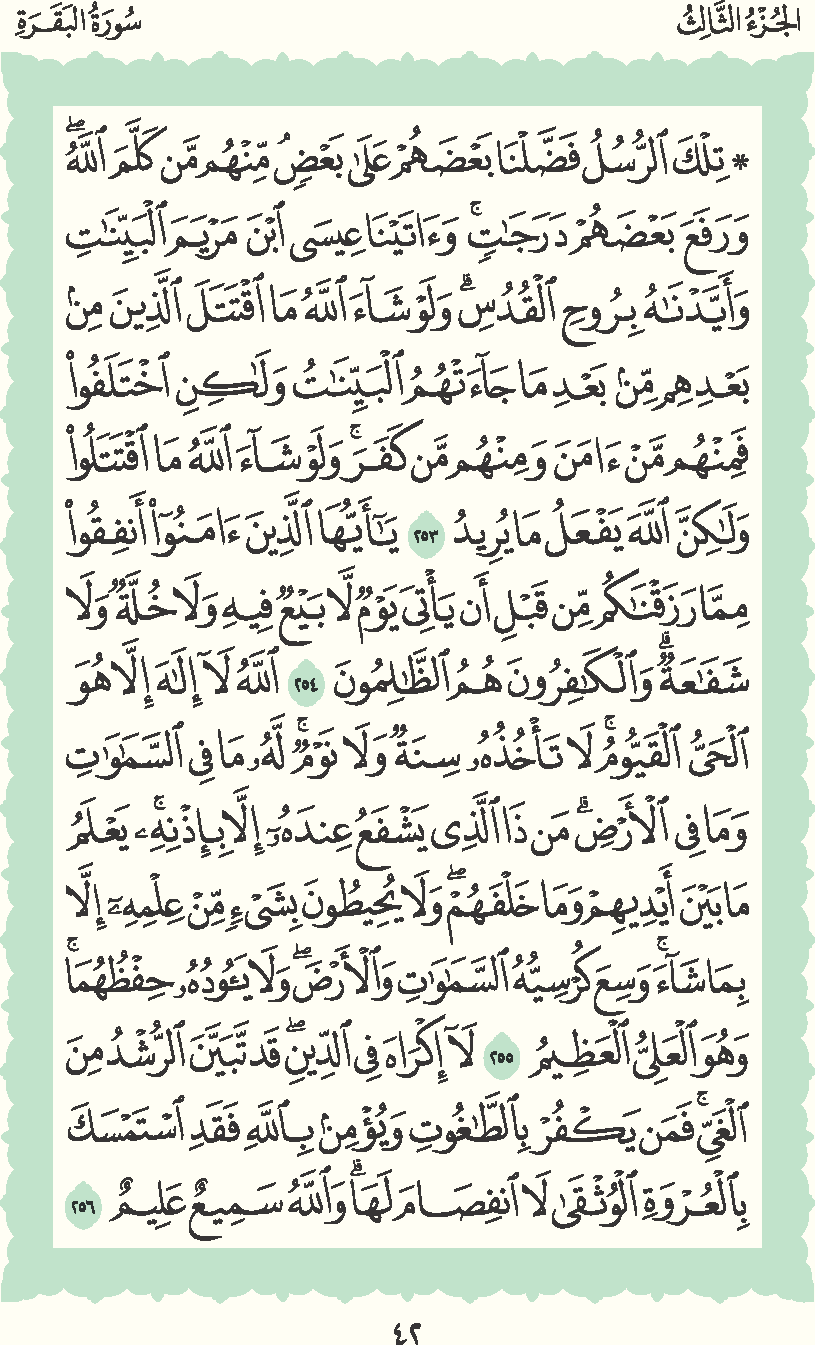 الجُزْءُ الثَّالِثُ
سُورَةُ البَقَرَةِ
* تِلْكَ ٱلرُّسُلُ فَضَّلْنَا بَعْضَهُمْ عَلَىٰ بَعْضٖۘ مِّنْهُم مَّن كَلَّمَ ٱللَّهُۖ
وَرَفَعَ بَعْضَهُمْ دَرَجَٰتٖۚ وَءَاتَيْنَا عِيسَى ٱبْنَ مَرْيَمَ ٱلْبَيِّنَٰتِ
وَأَيَّدْنَٰهُ بِرُوحِ ٱلْقُدُسِۗ وَلَوْ شَآءَ ٱللَّهُ مَا ٱقْتَتَلَ ٱلَّذِينَ مِنۢ
بَعْدِهِم مِّنۢ بَعْدِ مَا جَآءَتْهُمُ ٱلْبَيِّنَٰتُ وَلَٰكِنِ ٱخْتَلَفُوا۟
فَمِنْهُم مَّنْ ءَامَنَ وَمِنْهُم مَّن كَفَرَۚ وَلَوْ شَآءَ ٱللَّهُ مَا ٱقْتَتَلُوا۟
وَلَٰكِنَّ ٱللَّهَ يَفْعَلُ مَا يُرِيدُ ٢٥٣ يَٰٓأَيُّهَا ٱلَّذِينَ ءَامَنُوٓا۟ أَنفِقُوا۟
مِمَّا رَزَقْنَٰكُم مِّن قَبْلِ أَن يَأْتِيَ يَوْمٞ لَّا بَيْعٞ فِيهِ وَلَا خُلَّةٞ وَلَا
شَفَٰعَةٞۗ وَٱلْكَٰفِرُونَ هُمُ ٱلظَّٰلِمُونَ ٢٥٤ ٱللَّهُ لَآ إِلَٰهَ إِلَّا هُوَ
ٱلْحَيُّ ٱلْقَيُّومُۚ لَا تَأْخُذُهُۥ سِنَةٞ وَلَا نَوْمٞۚ لَّهُۥ مَا فِي ٱلسَّمَٰوَٰتِ
وَمَا فِي ٱلْأَرْضِۗ مَن ذَا ٱلَّذِي يَشْفَعُ عِندَهُۥٓ إِلَّا بِإِذْنِهِۦۚ يَعْلَمُ
مَا بَيْنَ أَيْدِيهِمْ وَمَا خَلْفَهُمْۖ وَلَا يُحِيطُونَ بِشَيْءٖ مِّنْ عِلْمِهِۦٓ إِلَّا
بِمَا شَآءَۚ وَسِعَ كُرْسِيُّهُ ٱلسَّمَٰوَٰتِ وَٱلْأَرْضَۖ وَلَا يَـُٔودُهُۥ حِفْظُهُمَاۚ
وَهُوَ ٱلْعَلِيُّ ٱلْعَظِيمُ ٢٥٥ لَآ إِكْرَاهَ فِي ٱلدِّينِۖ قَد تَّبَيَّنَ ٱلرُّشْدُ مِنَ
ٱلْغَيِّۚ فَمَن يَكْفُرْ بِٱلطَّٰغُوتِ وَيُؤْمِنۢ بِٱللَّهِ فَقَدِ ٱسْتَمْسَكَ
بِٱلْعُرْوَةِ ٱلْوُثْقَىٰ لَا ٱنفِصَامَ لَهَاۗ وَٱللَّهُ سَمِيعٌ عَلِيمٌ ٢٥٦
٤٢